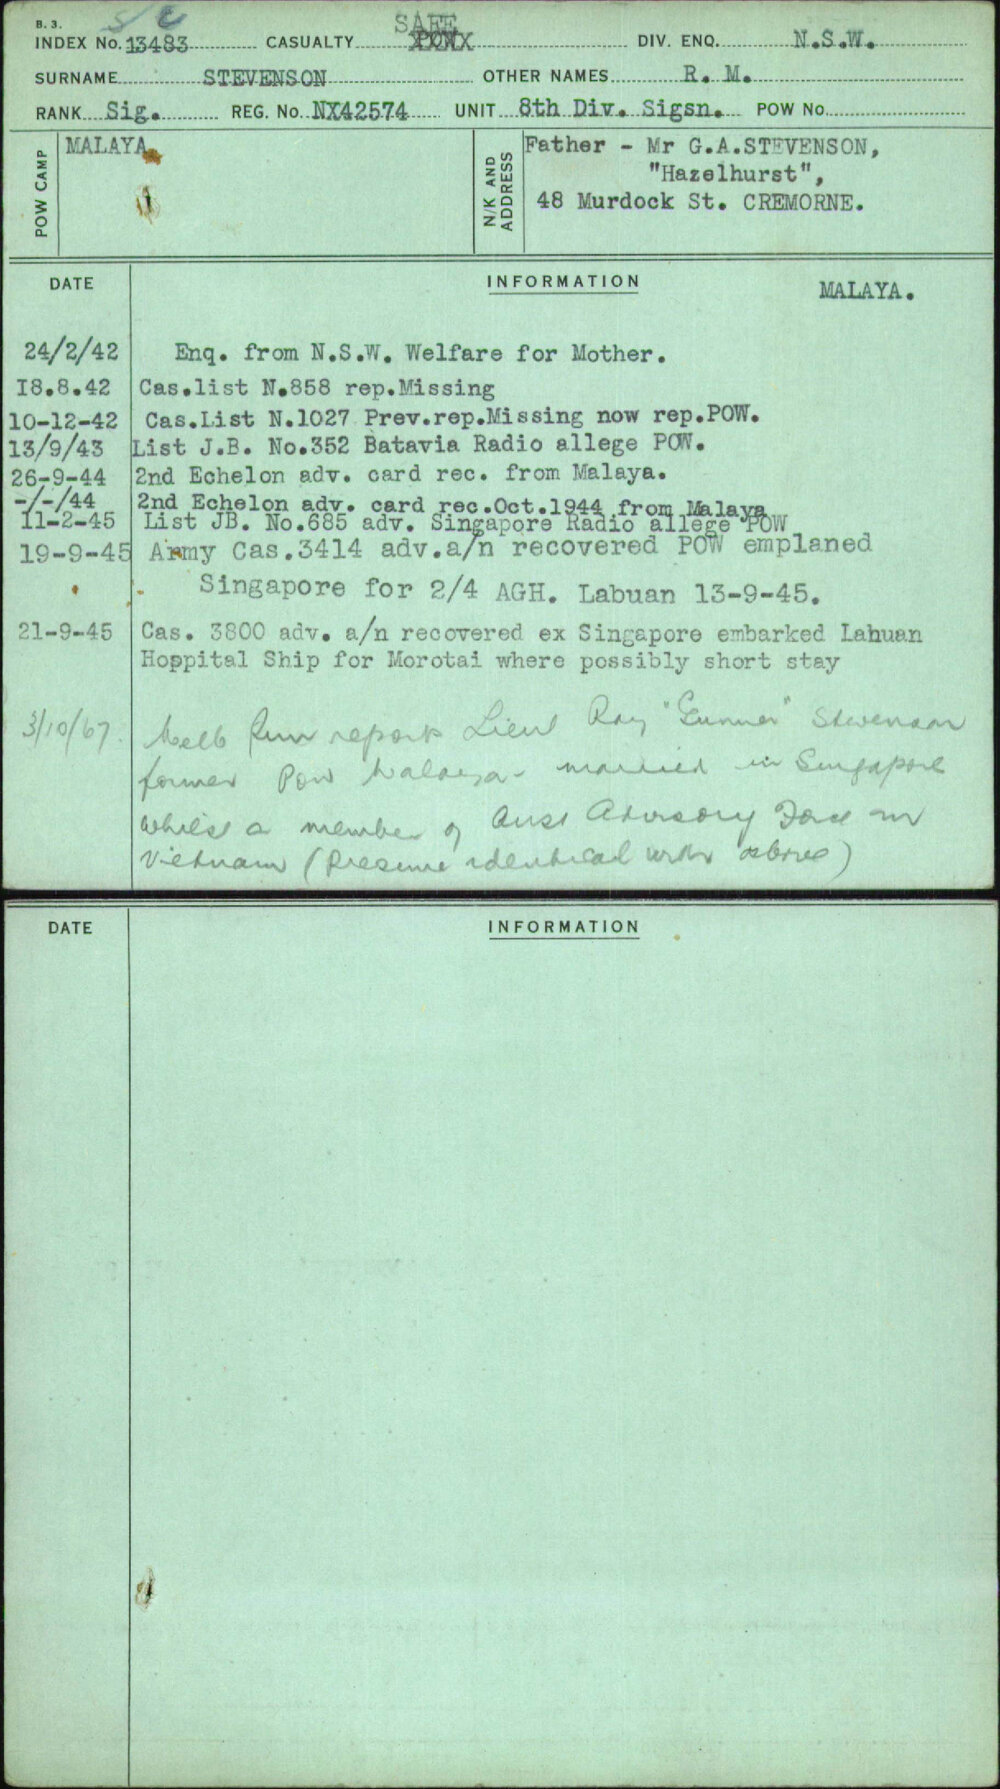 B. 3.
S/C
SAFE
INDEX No. 13483 CASUALTY XPOWX DIV. ENQ. N.S.W.
SURNAME STEVENSON OTHER NAMES R. M.
RANK Sig. REG. No. NX42574 UNIT 8th Div. Sigsn. POW No.
POW CAMP
MALAYA
N/K AND ADDRESS
Father - Mr G.A.STEVENSON,
"Hazelhurst",
48 Murdock St. CREMORNE.
DATE INFORMATION MALAYA.
24/2/42 Enq. from N.S.W. Welfare for Mother.
I8.8.42 Cas.list N.858 rep.Missing
10-12-42 Cas.List N.1027 Prev.rep.Missing now rep.POW.
13/9/43 List J.B. No.352 Batavia Radio allege POW.
26-9-44 2nd Echelon adv. card rec. from Malaya.
-/-/44 2nd Echelon adv. card rec.Oct.1944 from Malaya
I1-2-45 List JB. No.685 adv. Singapore Radio allege POW
19-9-45 Army Cas.3414 adv.a/n recovered POW emplaned
Singapore for 2/4 AGH. Labuan 13-9-45.
21-9-45 Cas. 3800 adv. a/n recovered ex Singapore embarked Lahuan
Hoppital Ship for Morotai where possibly short stay
3/10/67. Melb Sun reports Lieut Ray "Gunner" Stevenson
former Pow Malaya - married in Singapore
whilst a member of Aust Advisory Force in
Vietnam (Presume identical with above)
DATE INFORMATION